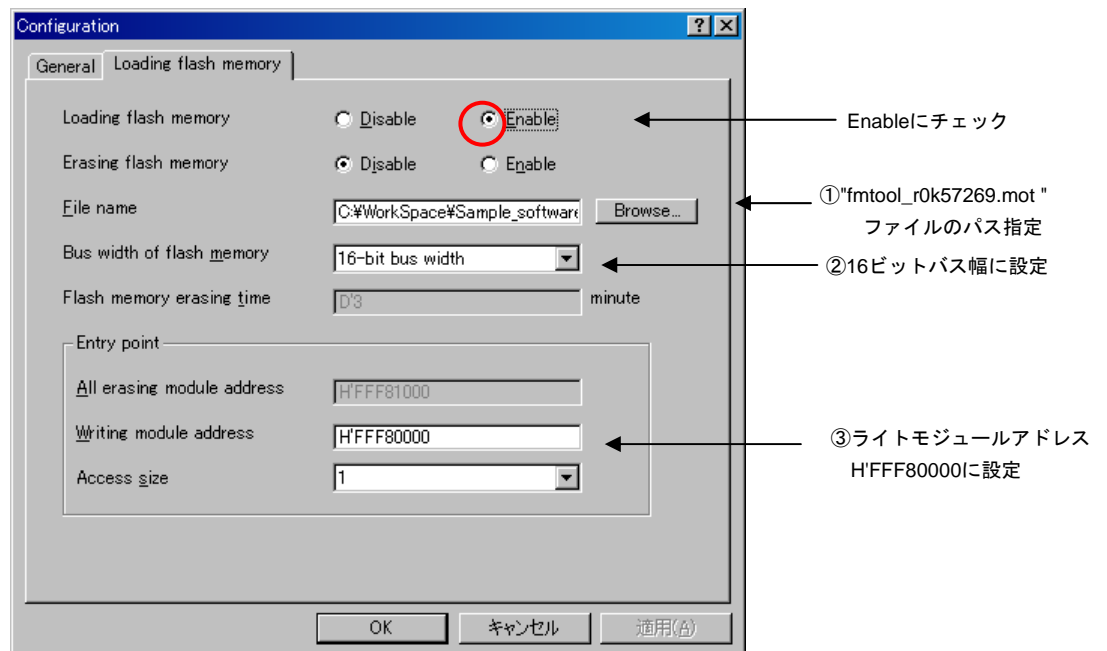 Configuration
General Loading flash memory
Loading flash memory Disable Enable
Enableにチェック
Erasing flash memory Disable Enable
File name C:¥WorkSpace¥Sample_software Browse...
①"fmtool_r0k57269.mot "
ファイルのパス指定
Bus width of flash memory 16-bit bus width
②16ビットバス幅に設定
Flash memory erasing time D'3 minute
Entry point
All erasing module address H'FFF81000
Writing module address H'FFF80000
③ライトモジュールアドレス
H'FFF80000に設定
Access size 1
OK キャンセル 適用(A)